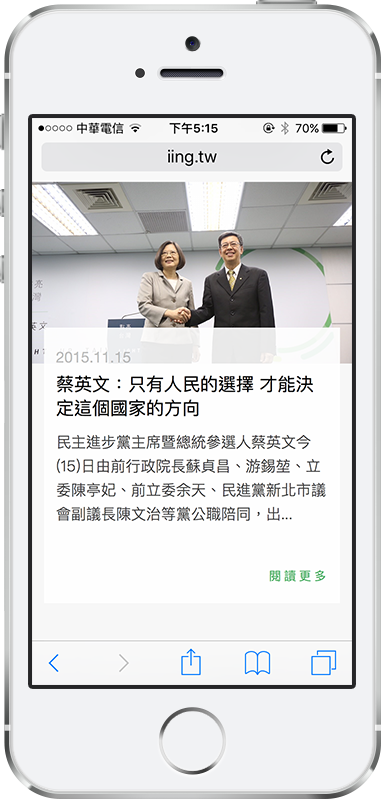 中華電信
下午5:15
70%
iing.tw
2015.11.15
蔡英文：只有人民的選擇 才能決
定這個國家的方向
民主進步黨主席暨總統參選人蔡英文今
(15)日由前行政院長蘇貞昌、游錫堃、立
委陳亭妃、前立委余天、民進黨新北市議
會副議長陳文治等黨公職陪同，出...
閱讀更多